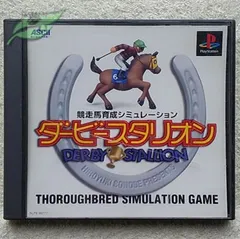 ASCII
PlayStation
競走馬育成シミュレーション
ダービースタリオン
DERBY STALLION
THOROUGHBRED SIMULATION GAME